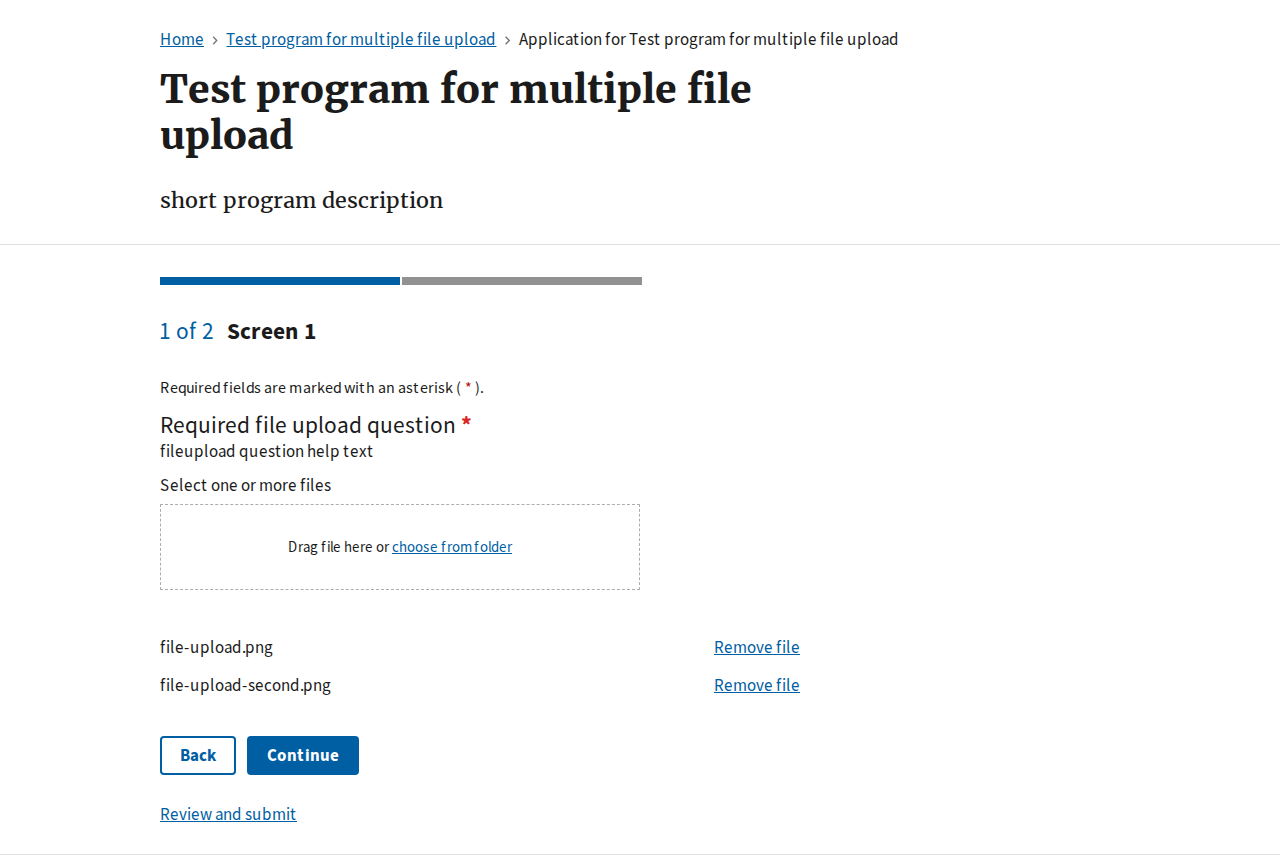 Home > Test program for multiple file upload > Application for Test program for multiple file upload
Test program for multiple file
upload
short program description
1 of 2 Screen 1
Required fields are marked with an asterisk ( * ).
Required file upload question *
fileupload question help text
Select one or more files
Drag file here or choose from folder
file-upload.png Remove file
file-upload-second.png Remove file
Back Continue
Review and submit